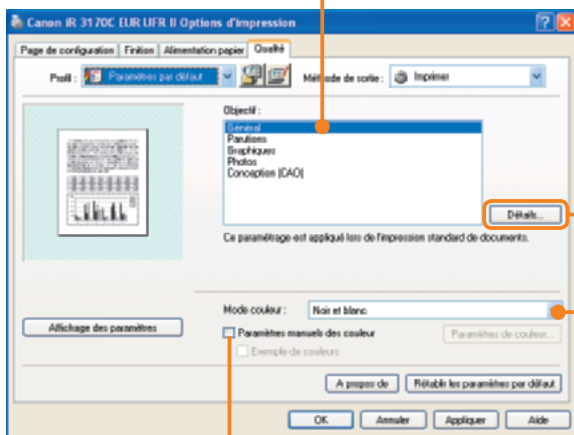 Canon iR 3170C EUR UFR II Options d'impression
Page de configuration Finition Alimentation papier Qualité
Profil : Paramètres par défaut Méthode de sortie : Imprimer
Objectif :
Général
Parutions
Graphiques
Photos
Conception (CAO)
Détails...
Ce paramétrage est appliqué lors de l'impression standard de documents.
Mode couleur : Noir et blanc
Affichage des paramètres
Paramètres manuels des couleur
Paramètres de couleur...
Exemple de couleurs
A propos de
Rétablir les paramètres par défaut
OK Annuler Appliquer Aide